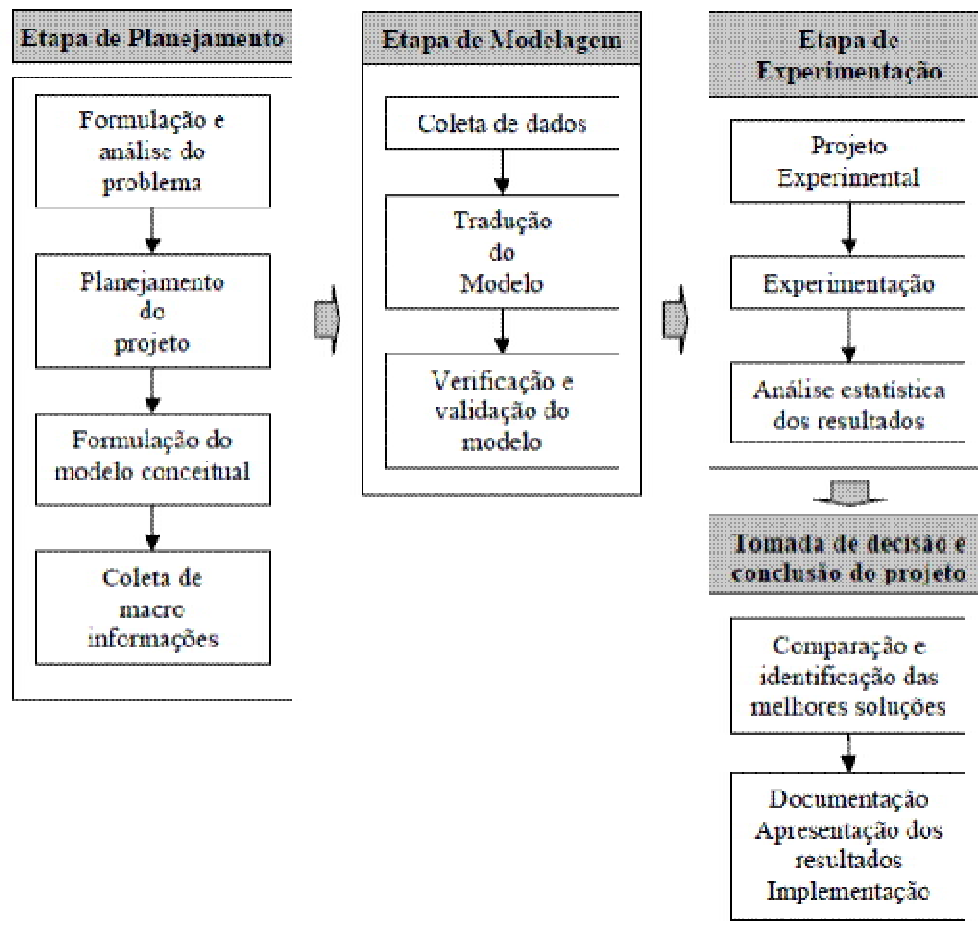 Etapa de Planejamento
Formulação e
análise do
problema
Planejamento
do
projeto
Formulação do
modelo conceitual
Coleta de
macro
informações
Etapa de Modelagem
Coleta de dados
Tradução
do
Modelo
Verificação e
validação do
modelo
Etapa de
Experimentação
Projeto
Experimental
Experimentação
Análise estatística
dos resultados
Tomada de decisão e
conclusão do projeto
Comparação e
identificação das
melhores soluções
Documentação
Apresentação dos
resultados
Implementação